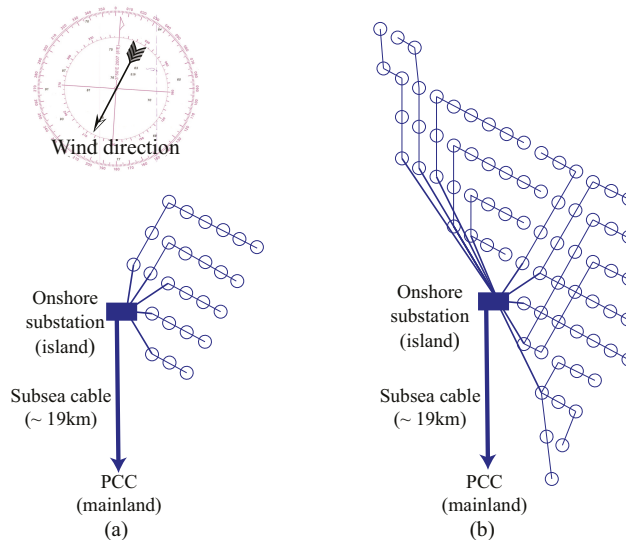 Wind direction
Onshore
substation
(island)
Subsea cable
(~ 19km)
PCC
(mainland)
(a)
Onshore
substation
(island)
Subsea cable
(~ 19km)
PCC
(mainland)
(b)